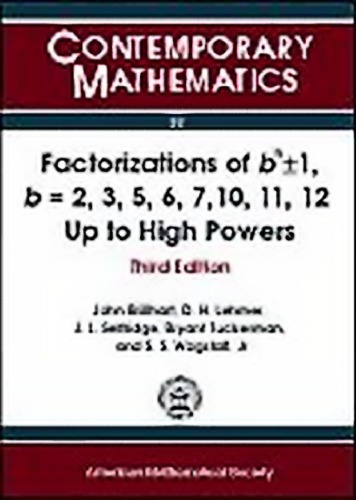 CONTEMPORARY
MATHEMATICS
22
Factorizations of bⁿ±1,
b = 2, 3, 5, 6, 7,10, 11, 12
Up to High Powers
Third Edition
John Brillhart, D. H. Lehmer,
J. L. Selfridge, Bryant Tuckerman,
and S. S. Wagstaff, Jr.
American Mathematical Society